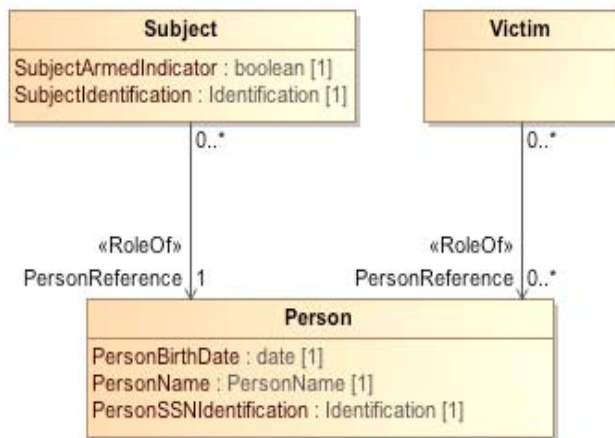 Subject
SubjectArmedIndicator : boolean [1]
SubjectIdentification : Identification [1]
Victim
0..*
0..*
«RoleOf»
«RoleOf»
PersonReference 1
PersonReference 0..*
Person
PersonBirthDate : date [1]
PersonName : PersonName [1]
PersonSSNIdentification : Identification [1]